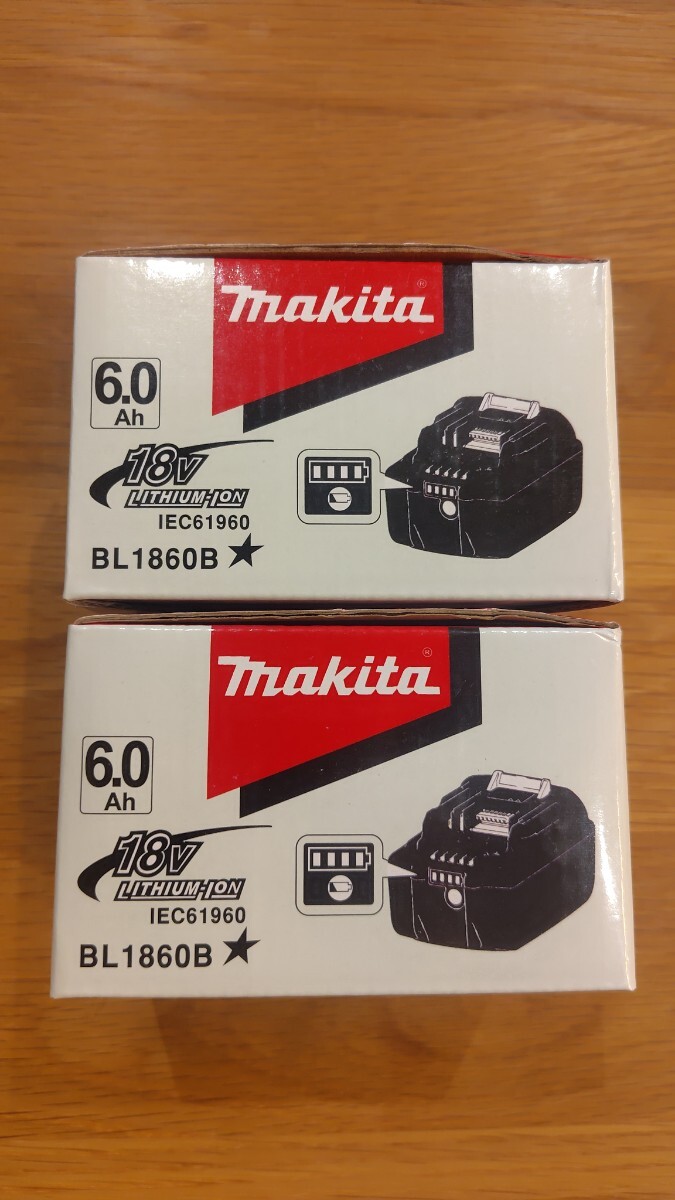 makita®
6.0
Ah
18V
LITHIUM-ION
IEC61960
BL1860B★
makita®
6.0
Ah
18V
LITHIUM-ION
IEC61960
BL1860B★